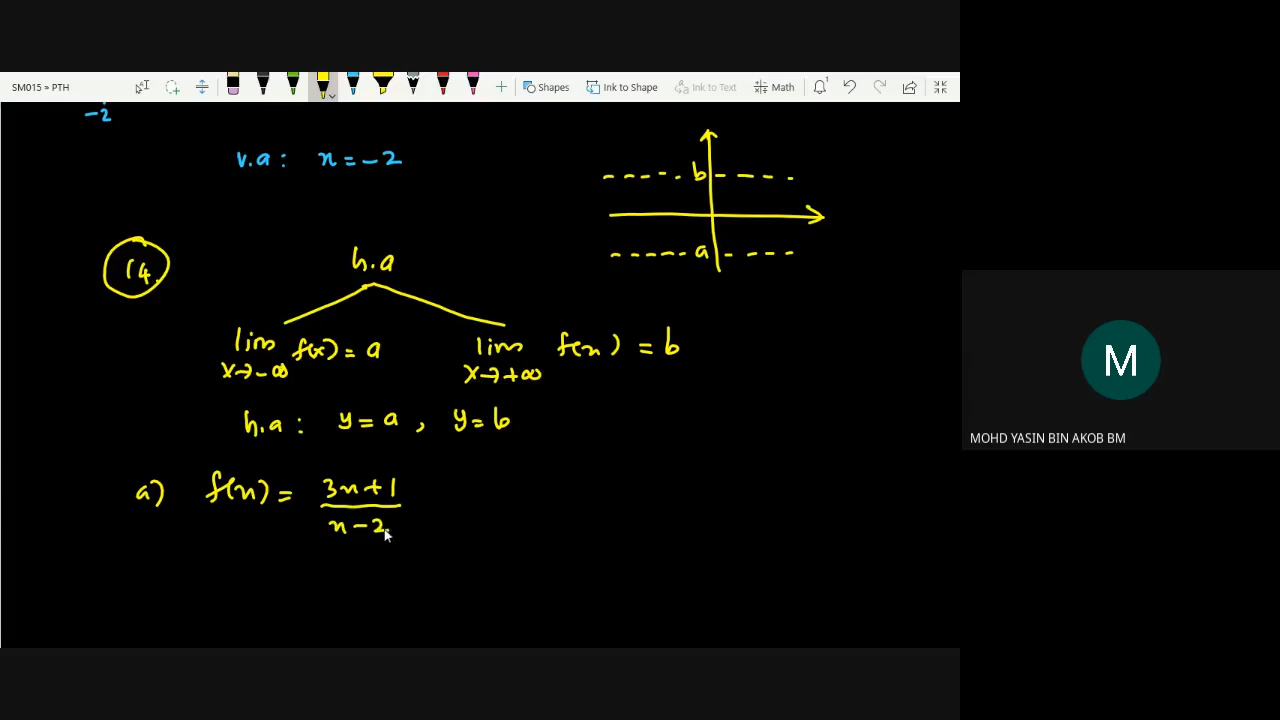 SM015 » PTH
Shapes
Ink to Shape
Ink to Text
Math
1
-2
v.a : x = -2
b
a
14.
h.a
lim f(x) = a
x→-∞
lim f(x) = b
x→+∞
h.a : y = a , y = b
a) f(x) = 3x+1
x-2
M
MOHD YASIN BIN AKOB BM